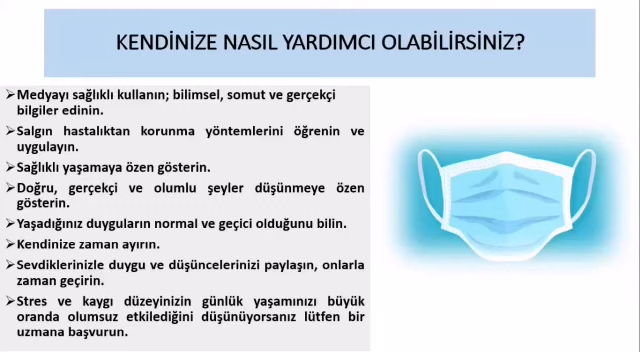 KENDİNİZE NASIL YARDIMCI OLABİLİRSİNİZ?
➢Medyayı sağlıklı kullanın; bilimsel, somut ve gerçekçi
bilgiler edinin.
➢Salgın hastalıktan korunma yöntemlerini öğrenin ve
uygulayın.
➢Sağlıklı yaşamaya özen gösterin.
➢Doğru, gerçekçi ve olumlu şeyler düşünmeye özen
gösterin.
➢Yaşadığınız duyguların normal ve geçici olduğunu bilin.
➢Kendinize zaman ayırın.
➢Sevdiklerinizle duygu ve düşüncelerinizi paylaşın, onlarla
zaman geçirin.
➢Stres ve kaygı düzeyinizin günlük yaşamınızı büyük
oranda olumsuz etkilediğini düşünüyorsanız lütfen bir
uzmana başvurun.